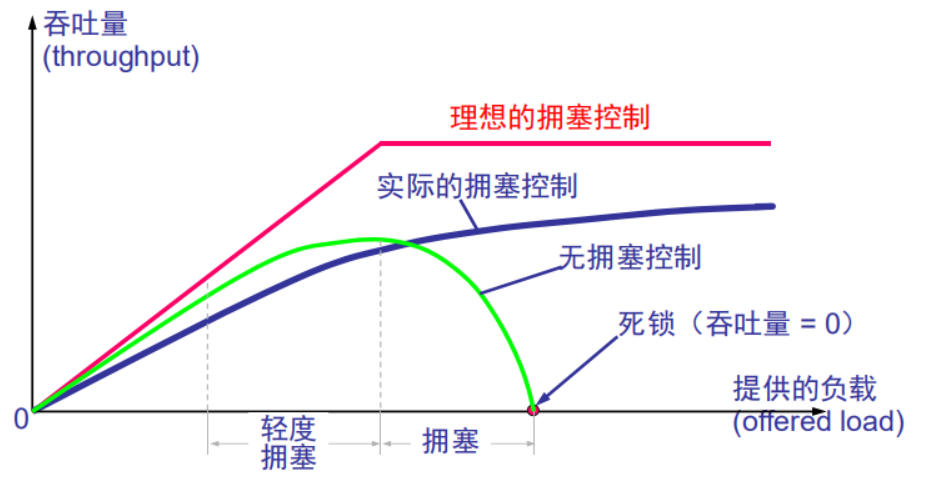 吞吐量
(throughput)
理想的拥塞控制
实际的拥塞控制
无拥塞控制
死锁（吞吐量 = 0）
提供的负载
(offered load)
0
轻度
拥塞
拥塞